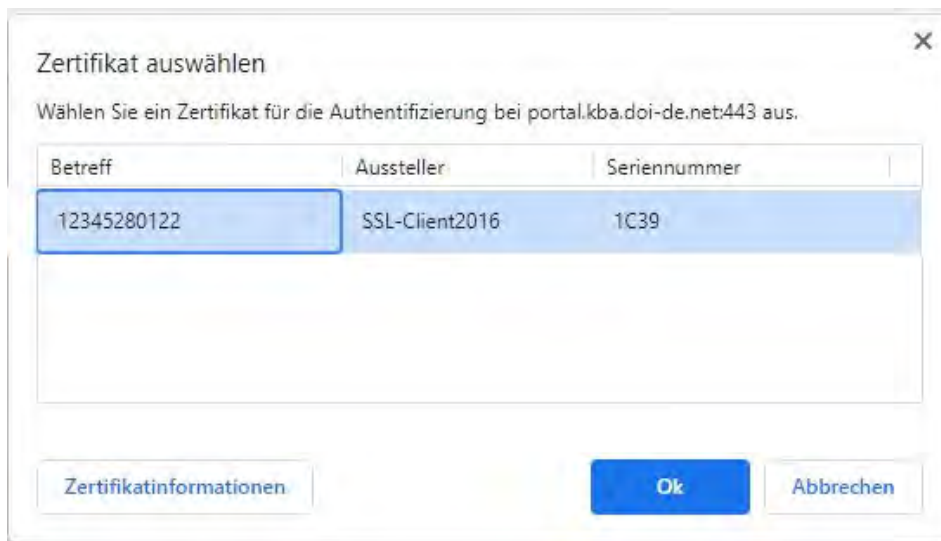 Zertifikat auswählen
Wählen Sie ein Zertifikat für die Authentifizierung bei portal.kba.doi-de.net:443 aus.
Betreff Aussteller Seriennummer
12345280122 SSL-Client2016 1C39
Zertifikatinformationen Ok Abbrechen